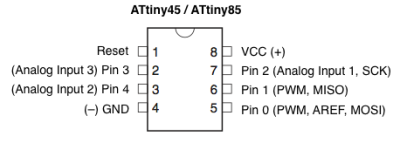 ATtiny45 / ATtiny85
Reset 1 8 VCC (+)
(Analog Input 3) Pin 3 2 7 Pin 2 (Analog Input 1, SCK)
(Analog Input 2) Pin 4 3 6 Pin 1 (PWM, MISO)
(–) GND 4 5 Pin 0 (PWM, AREF, MOSI)